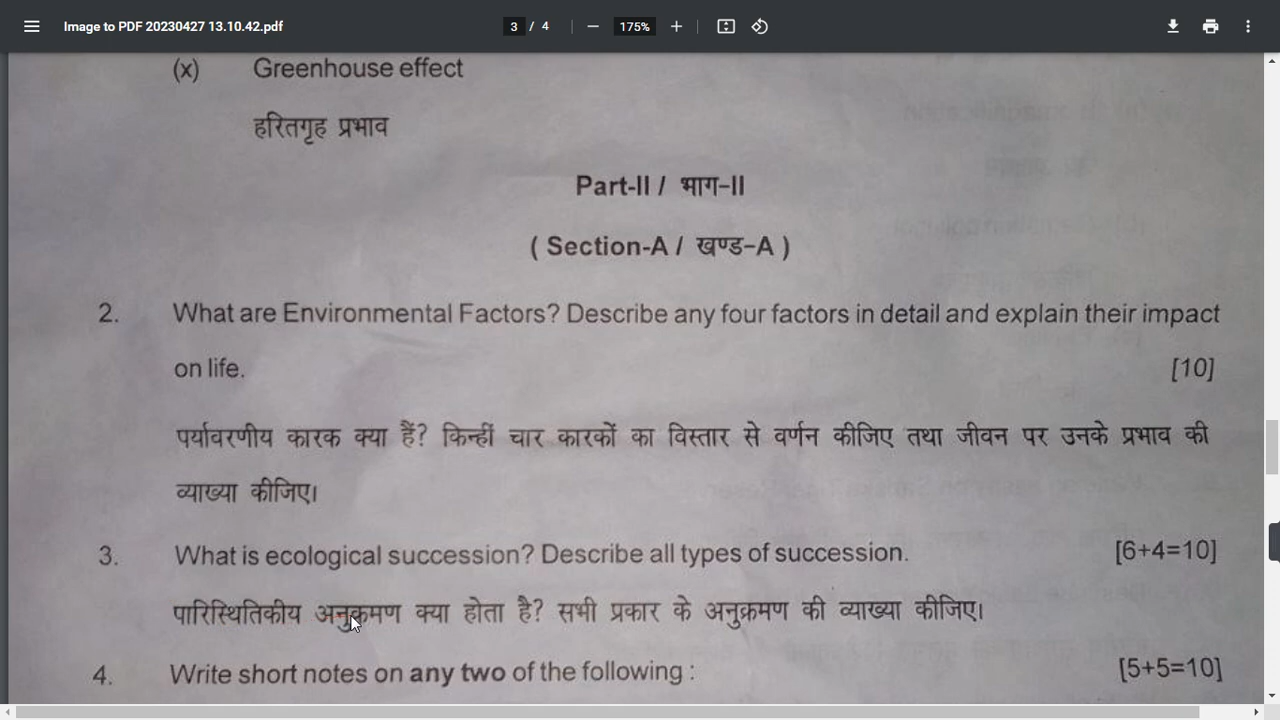 Image to PDF 20230427 13.10.42.pdf
3 / 4
175%
(x) Greenhouse effect
हरितगृह प्रभाव
Part-II / भाग-II
( Section-A / खण्ड-A )
2. What are Environmental Factors? Describe any four factors in detail and explain their impact
on life. [10]
पर्यावरणीय कारक क्या हैं? किन्हीं चार कारकों का विस्तार से वर्णन कीजिए तथा जीवन पर उनके प्रभाव की
व्याख्या कीजिए।
3. What is ecological succession? Describe all types of succession. [6+4=10]
पारिस्थितिकीय अनुक्रमण क्या होता है? सभी प्रकार के अनुक्रमण की व्याख्या कीजिए।
4. Write short notes on any two of the following : [5+5=10]